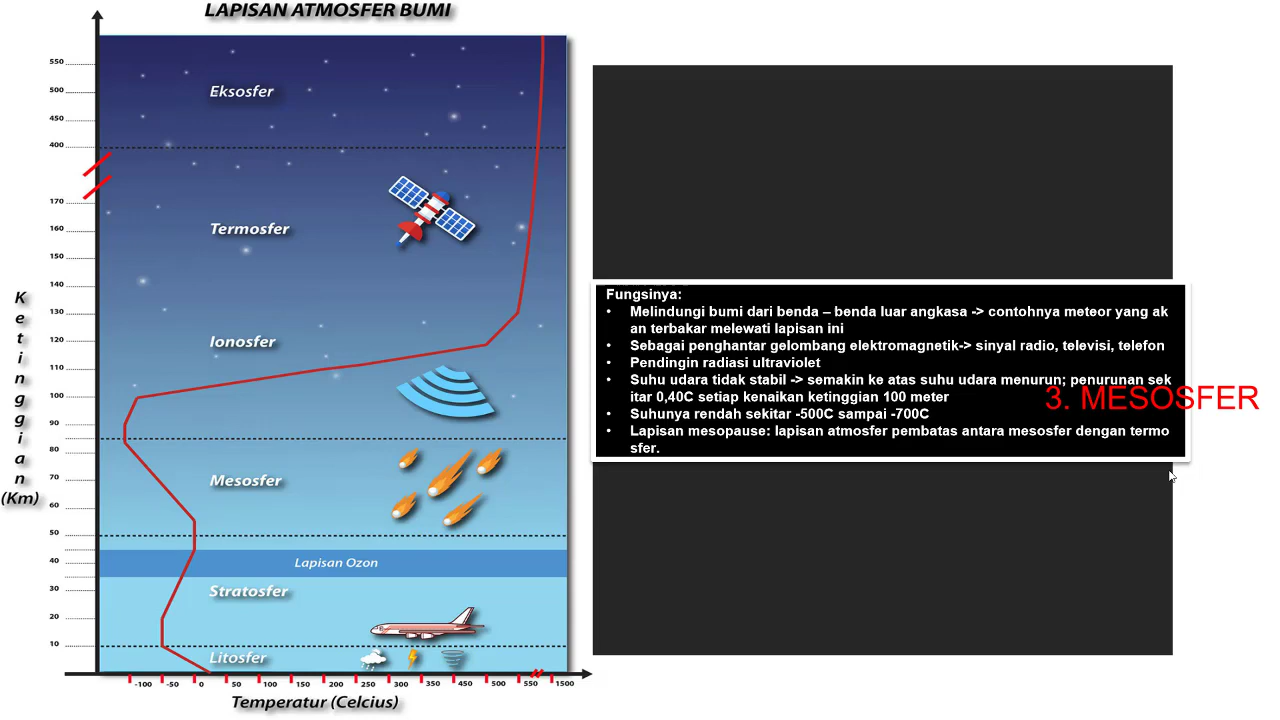 LAPISAN ATMOSFER BUMI
550
500
450
400
170
160
150
140
130
120
110
100
90
80
70
60
50
40
30
20
10
Ketinggian
(Km)
Eksosfer
Termosfer
Ionosfer
Mesosfer
Lapisan Ozon
Stratosfer
Litosfer
-100 -50 0 50 100 150 200 250 300 350 450 500 550 1500
Temperatur (Celcius)
Fungsinya:
• Melindungi bumi dari benda – benda luar angkasa -> contohnya meteor yang ak
an terbakar melewati lapisan ini
• Sebagai penghantar gelombang elektromagnetik-> sinyal radio, televisi, telefon
• Pendingin radiasi ultraviolet
• Suhu udara tidak stabil -> semakin ke atas suhu udara menurun; penurunan sek
itar 0,40C setiap kenaikan ketinggian 100 meter
• Suhunya rendah sekitar -500C sampai -700C
• Lapisan mesopause: lapisan atmosfer pembatas antara mesosfer dengan termo
sfer.
3. MESOSFER